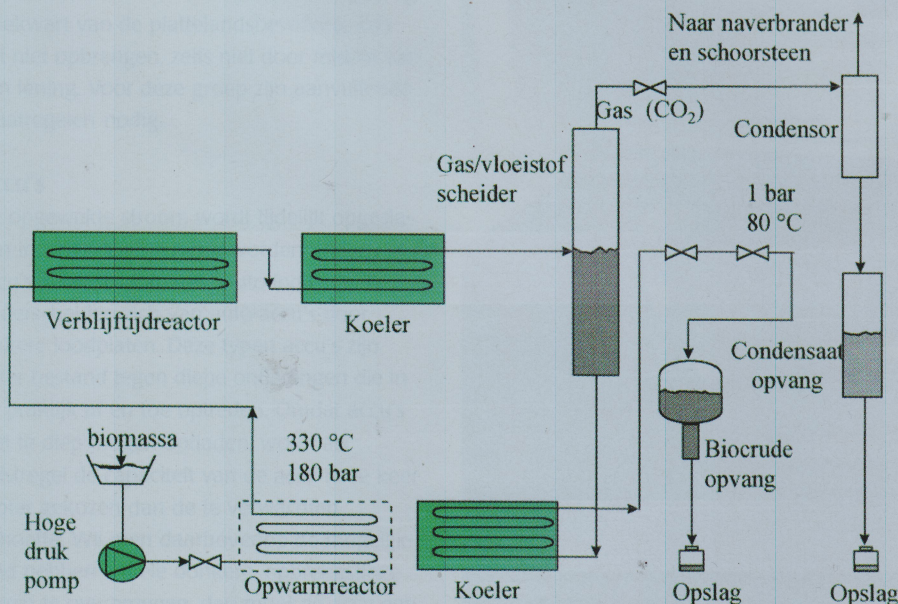 Naar naverbrander
en schoorsteen
Gas (CO₂)
Condensor
Gas/vloeistof
scheider
1 bar
80 °C
Verblijftijdreactor
Koeler
Condensaat
opvang
biomassa
330 °C
180 bar
Biocrude
opvang
Hoge
druk
pomp
Opwarmreactor
Koeler
Opslag
Opslag